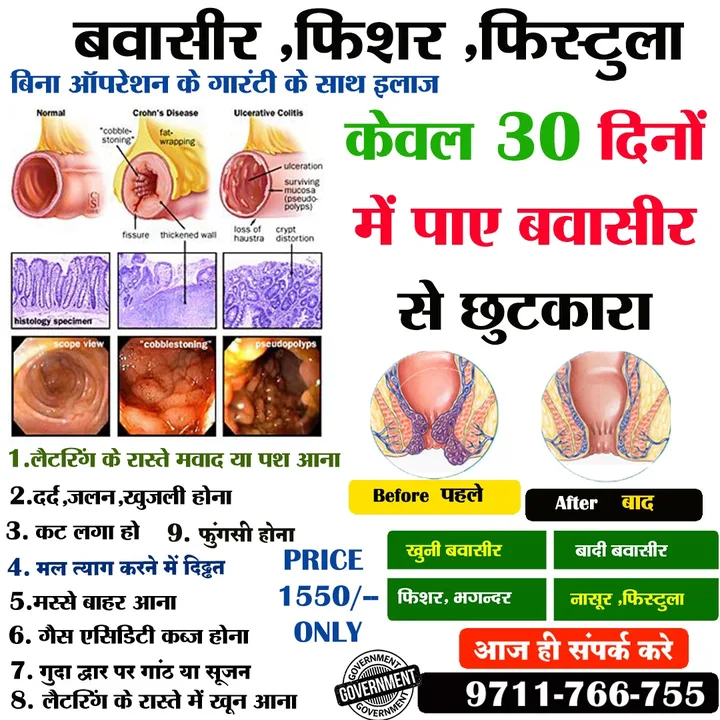 बवासीर ,फिशर ,फिस्टुला
बिना ऑपरेशन के गारंटी के साथ इलाज
Normal
Crohn's Disease
Ulcerative Colitis
"cobble-
stoning"
fat-
wrapping
fissure
thickened wall
ulceration
surviving
mucosa
(pseudo-
polyps)
loss of
haustra
crypt
distortion
histology specimen
scope view
"cobblestoning"
pseudopolyps
केवल 30 दिनों
में पाए बवासीर
से छुटकारा
Before पहले
After बाद
1.लैटरिंग के रास्ते मवाद या पश आना
2.दर्द,जलन,खुजली होना
3. कट लगा हो
9. फुंगसी होना
4. मल त्याग करने में दिद्धत
5.मस्से बाहर आना
6. गैस एसिडिटी कब्ज होना
7. गुदा द्वार पर गांठ या सूजन
8. लैटरिंग के रास्ते में खून आना
PRICE
1550/--
ONLY
खुनी बवासीर
बादी बवासीर
फिशर, भगन्दर
नासूर ,फिस्टुला
आज ही संपर्क करे
9711-766-755
GOVERNMENT
GOVERNMENT
GOVERNMENT